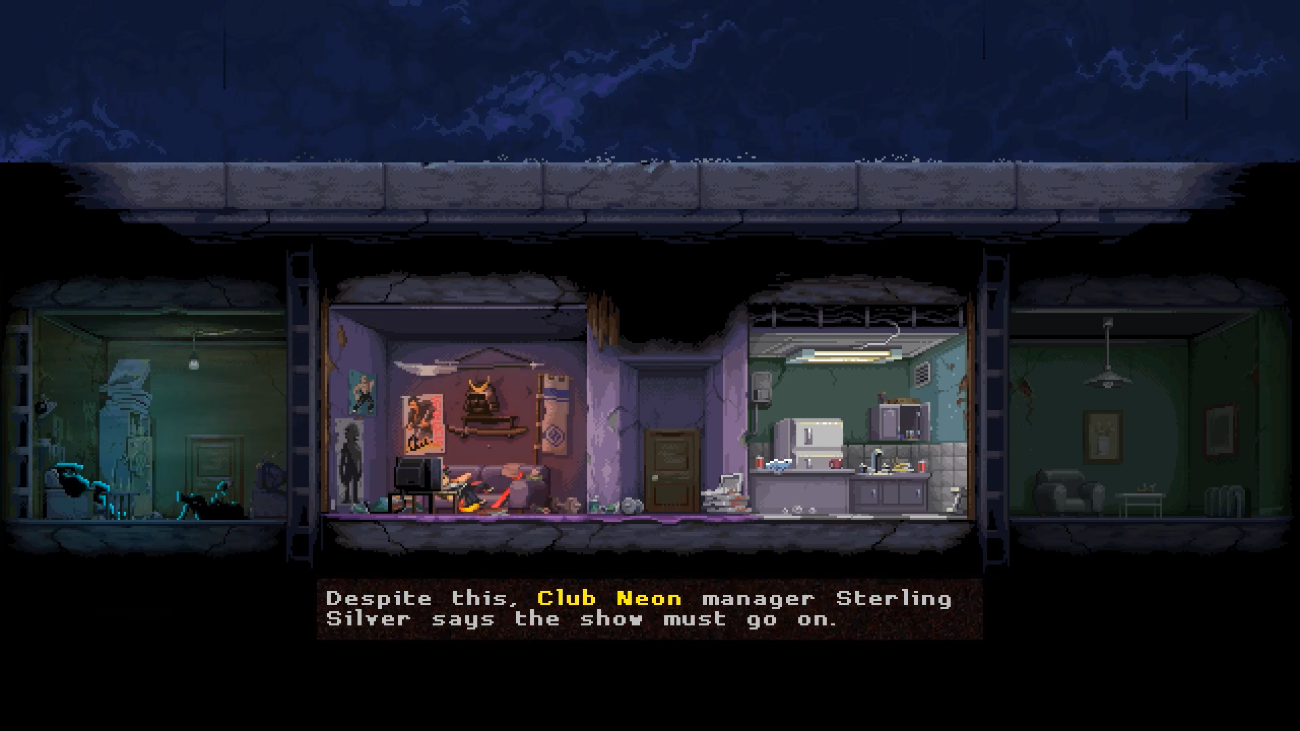 Despite this, Club Neon manager Sterling
Silver says the show must go on.